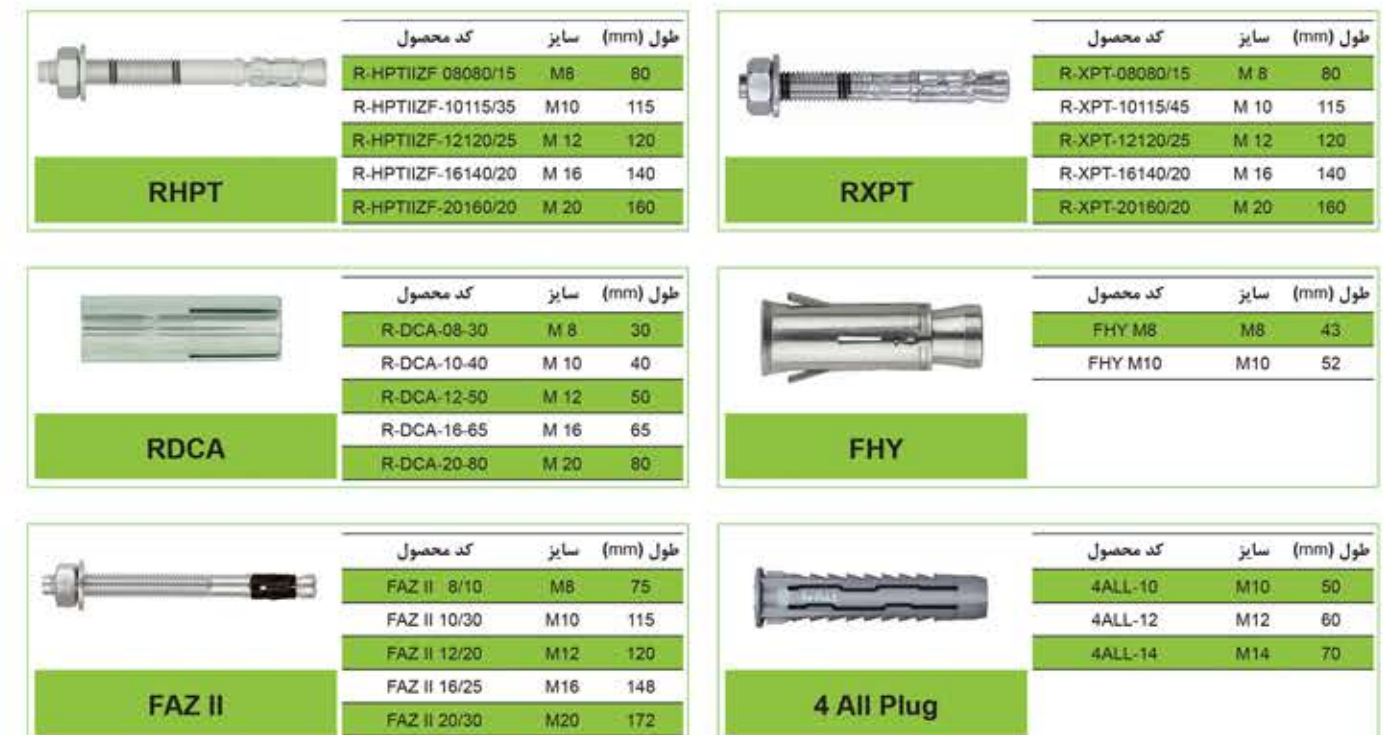 کد محصول سایز طول (mm)
R-HPTIIZF 08080/15 M8 80
R-HPTIIZF-10115/35 M10 115
R-HPTIIZF-12120/25 M 12 120
R-HPTIIZF-16140/20 M 16 140
R-HPTIIZF-20160/20 M 20 160
RHPT
کد محصول سایز طول (mm)
R-XPT-08080/15 M 8 80
R-XPT-10115/45 M 10 115
R-XPT-12120/25 M 12 120
R-XPT-16140/20 M 16 140
R-XPT-20160/20 M 20 160
RXPT
کد محصول سایز طول (mm)
R-DCA-08-30 M 8 30
R-DCA-10-40 M 10 40
R-DCA-12-50 M 12 50
R-DCA-16-65 M 16 65
R-DCA-20-80 M 20 80
RDCA
کد محصول سایز طول (mm)
FHY M8 M8 43
FHY M10 M10 52
FHY
کد محصول سایز طول (mm)
FAZ II 8/10 M8 75
FAZ II 10/30 M10 115
FAZ II 12/20 M12 120
FAZ II 16/25 M16 148
FAZ II 20/30 M20 172
FAZ II
کد محصول سایز طول (mm)
4ALL-10 M10 50
4ALL-12 M12 60
4ALL-14 M14 70
4 All Plug